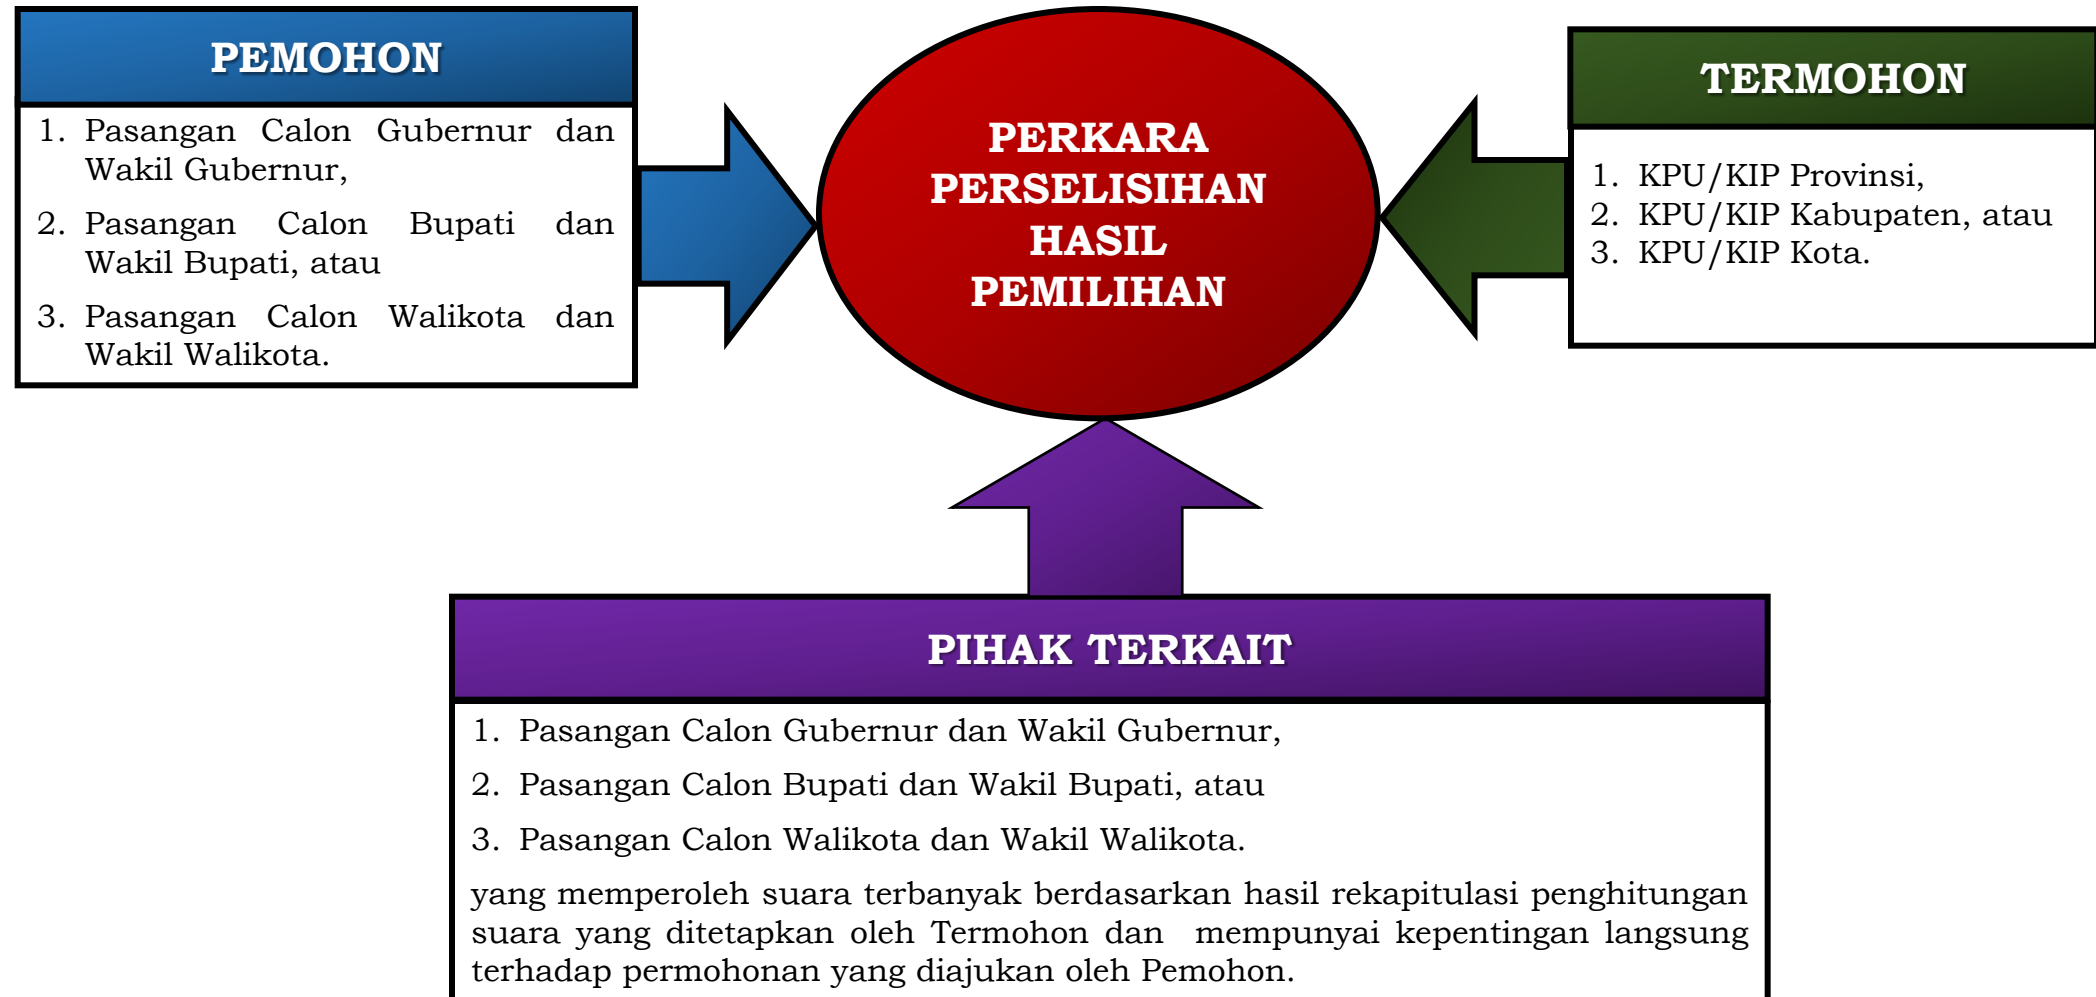 PEMOHON
1. Pasangan Calon Gubernur dan
Wakil Gubernur,
2. Pasangan Calon Bupati dan
Wakil Bupati, atau
3. Pasangan Calon Walikota dan
Wakil Walikota.
PERKARA
PERSELISIHAN
HASIL
PEMILIHAN
TERMOHON
1. KPU/KIP Provinsi,
2. KPU/KIP Kabupaten, atau
3. KPU/KIP Kota.
PIHAK TERKAIT
1. Pasangan Calon Gubernur dan Wakil Gubernur,
2. Pasangan Calon Bupati dan Wakil Bupati, atau
3. Pasangan Calon Walikota dan Wakil Walikota.
yang memperoleh suara terbanyak berdasarkan hasil rekapitulasi penghitungan
suara yang ditetapkan oleh Termohon dan mempunyai kepentingan langsung
terhadap permohonan yang diajukan oleh Pemohon.